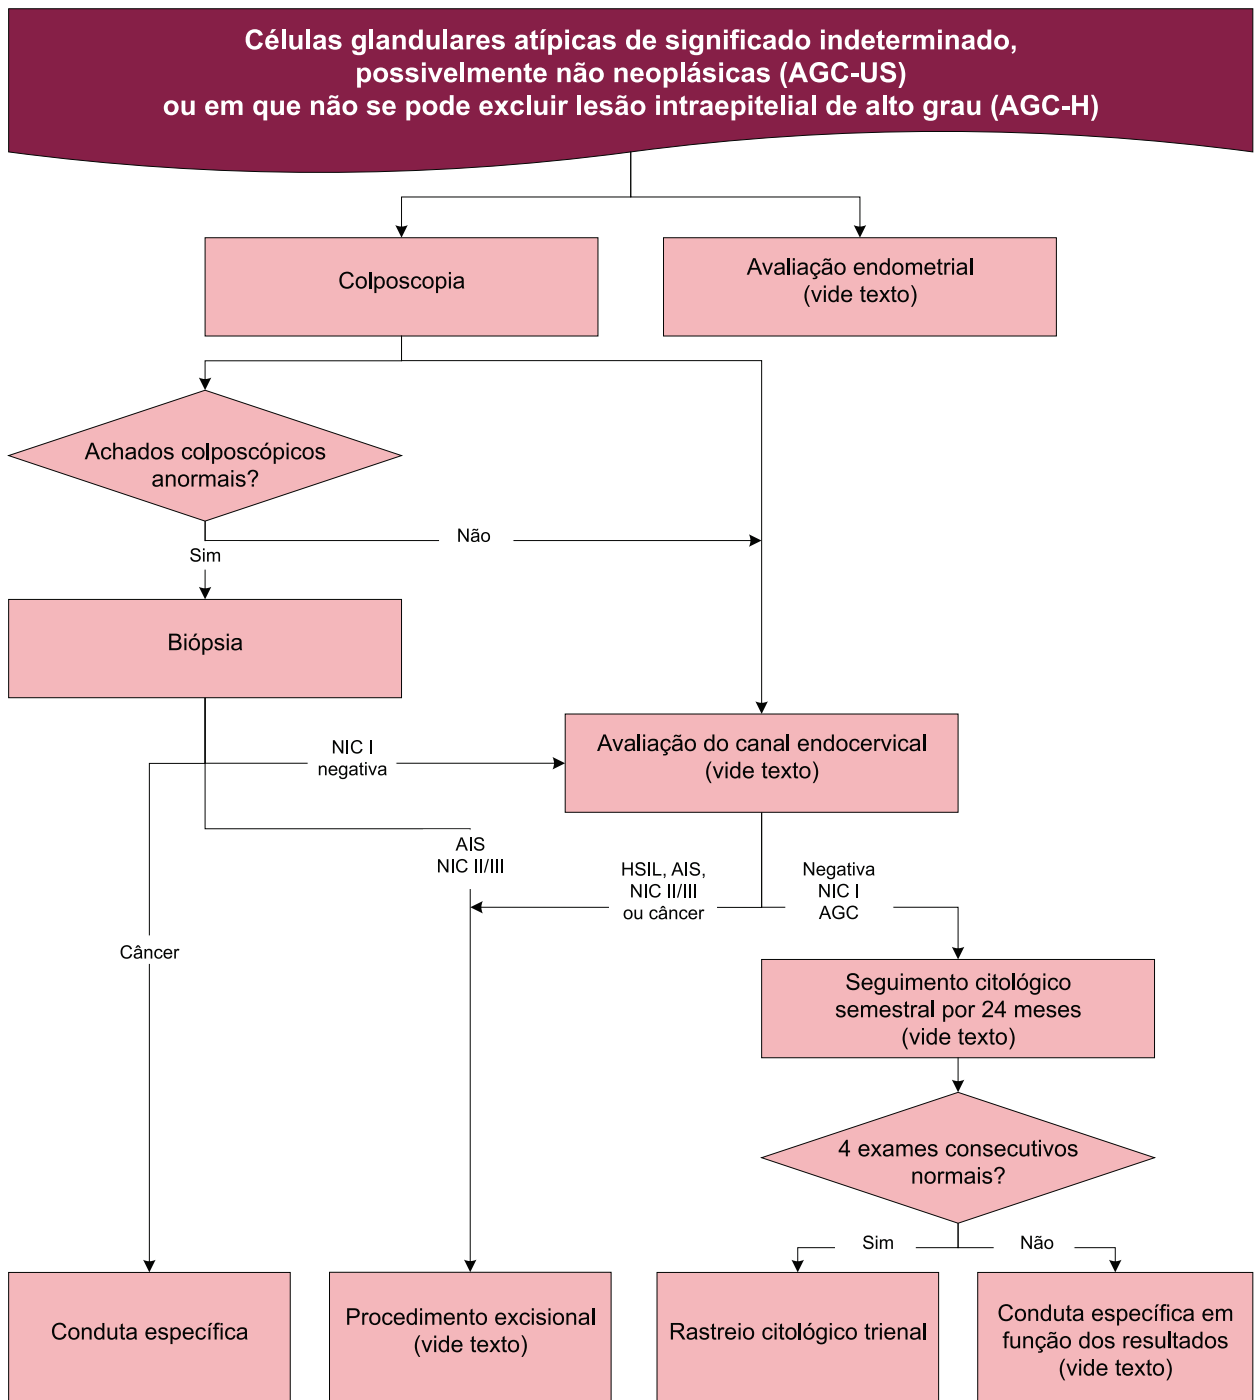 Células glandulares atípicas de significado indeterminado,
possivelmente não neoplásicas (AGC-US)
ou em que não se pode excluir lesão intraepitelial de alto grau (AGC-H)
Colposcopia
Avaliação endometrial
(vide texto)
Achados colposcópicos
anormais?
Não
Sim
Biópsia
NIC I
negativa
Avaliação do canal endocervical
(vide texto)
AIS
NIC II/III
HSIL, AIS,
NIC II/III
ou câncer
Negativa
NIC I
AGC
Câncer
Seguimento citológico
semestral por 24 meses
(vide texto)
4 exames consecutivos
normais?
Sim
Não
Conduta específica
Procedimento excisional
(vide texto)
Rastreio citológico trienal
Conduta específica em
função dos resultados
(vide texto)